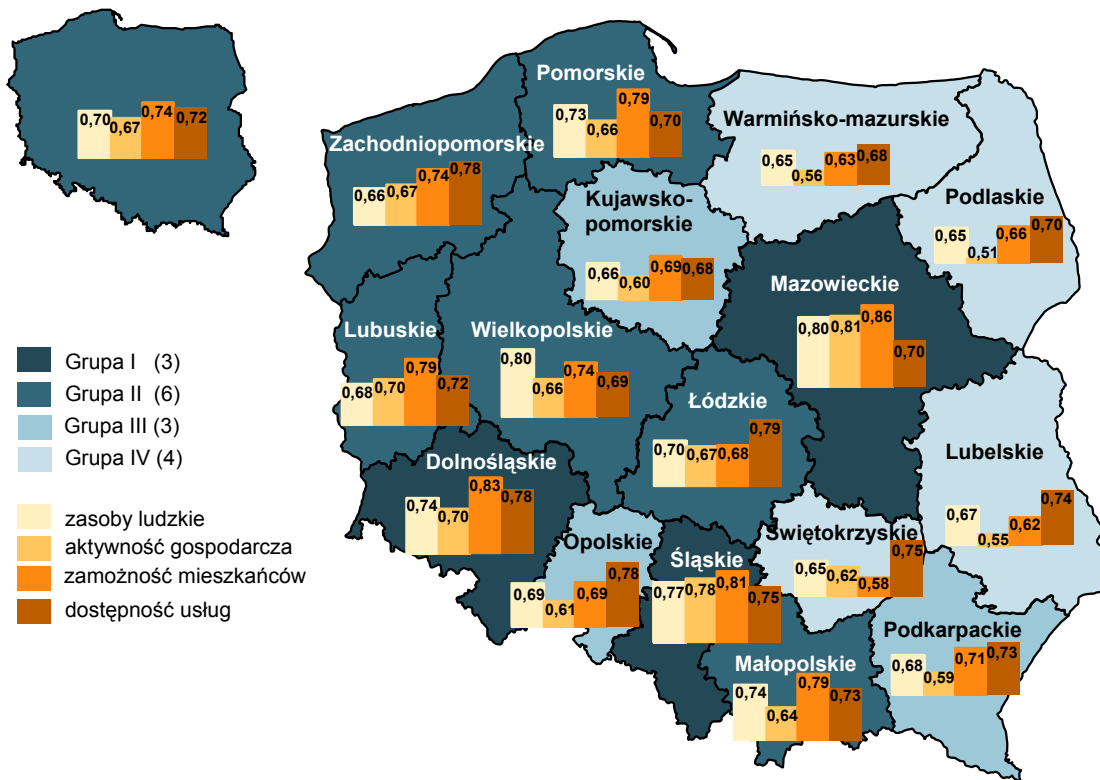 0,70 0,67 0,74 0,72
Pomorskie
0,73 0,66 0,79 0,70
Warmińsko-mazurskie
0,65 0,56 0,63 0,68
Zachodniopomorskie
0,66 0,67 0,74 0,78
Kujawsko-
pomorskie
0,66 0,60 0,69 0,68
Podlaskie
0,65 0,51 0,66 0,70
Mazowieckie
0,80 0,81 0,86 0,70
Lubuskie
0,68 0,70 0,79 0,72
Wielkopolskie
0,80 0,66 0,74 0,69
Łódzkie
0,70 0,67 0,68 0,79
Lubelskie
0,67 0,55 0,62 0,74
Dolnośląskie
0,74 0,70 0,83 0,78
Opolskie
0,69 0,61 0,69 0,78
Śląskie
0,77 0,78 0,81 0,75
Świętokrzyskie
0,65 0,62 0,58 0,75
Podkarpackie
0,68 0,59 0,71 0,73
Małopolskie
0,74 0,64 0,79 0,73
Grupa I (3)
Grupa II (6)
Grupa III (3)
Grupa IV (4)
zasoby ludzkie
aktywność gospodarcza
zamożność mieszkańców
dostępność usług